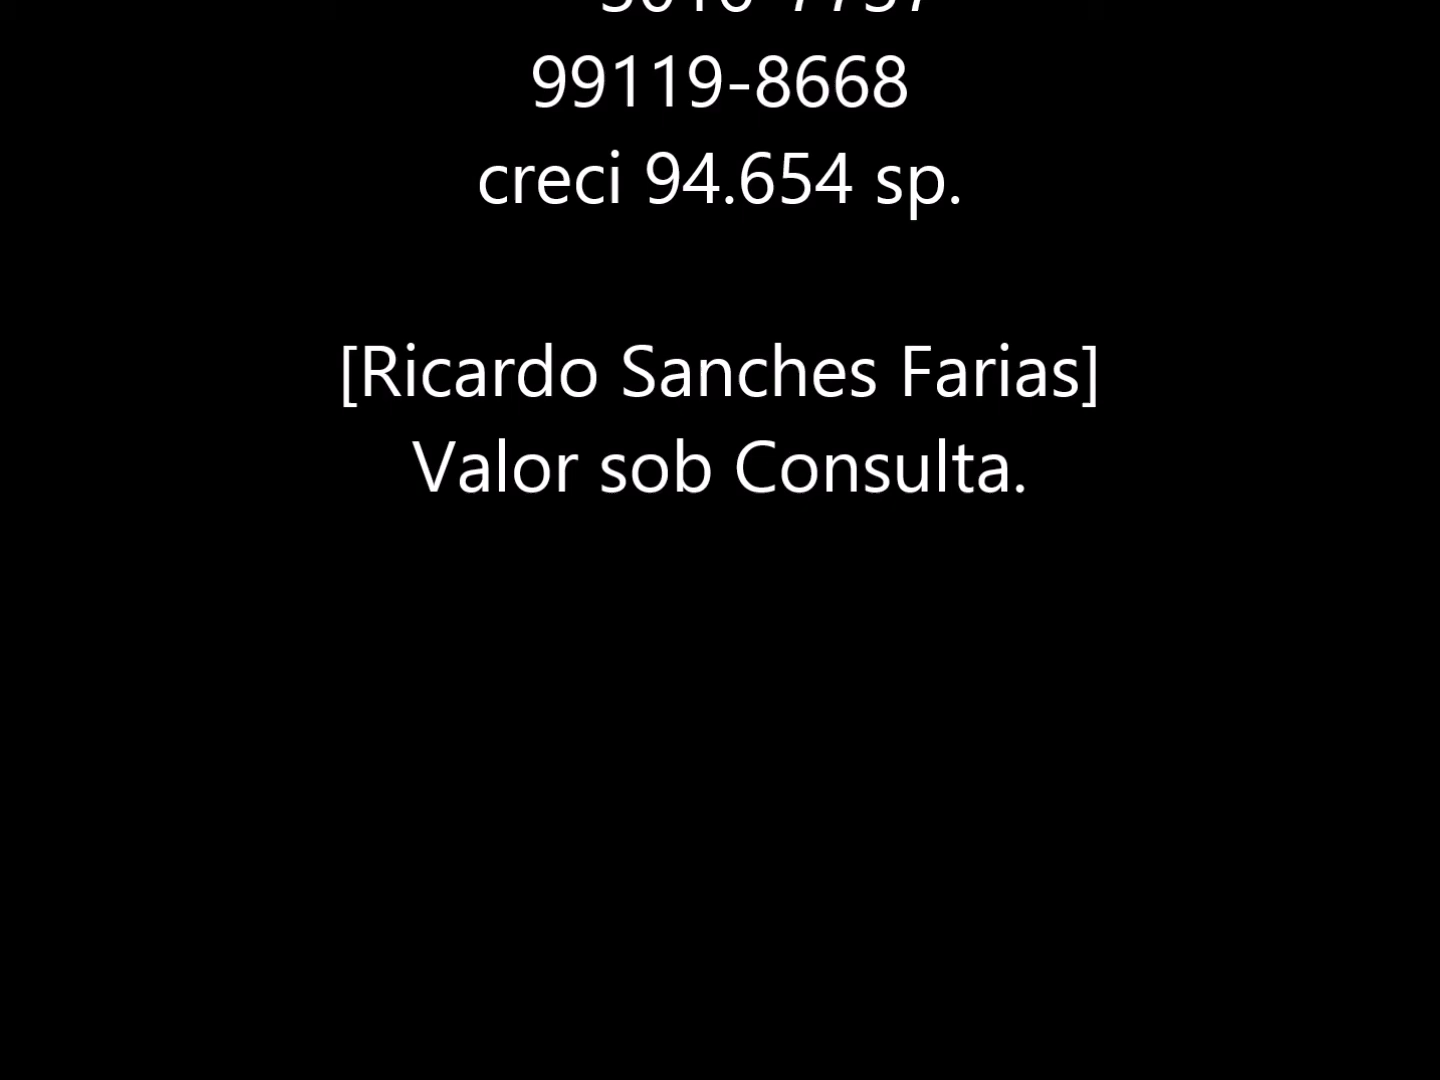 99119-8668
creci 94.654 sp.
[Ricardo Sanches Farias]
Valor sob Consulta.